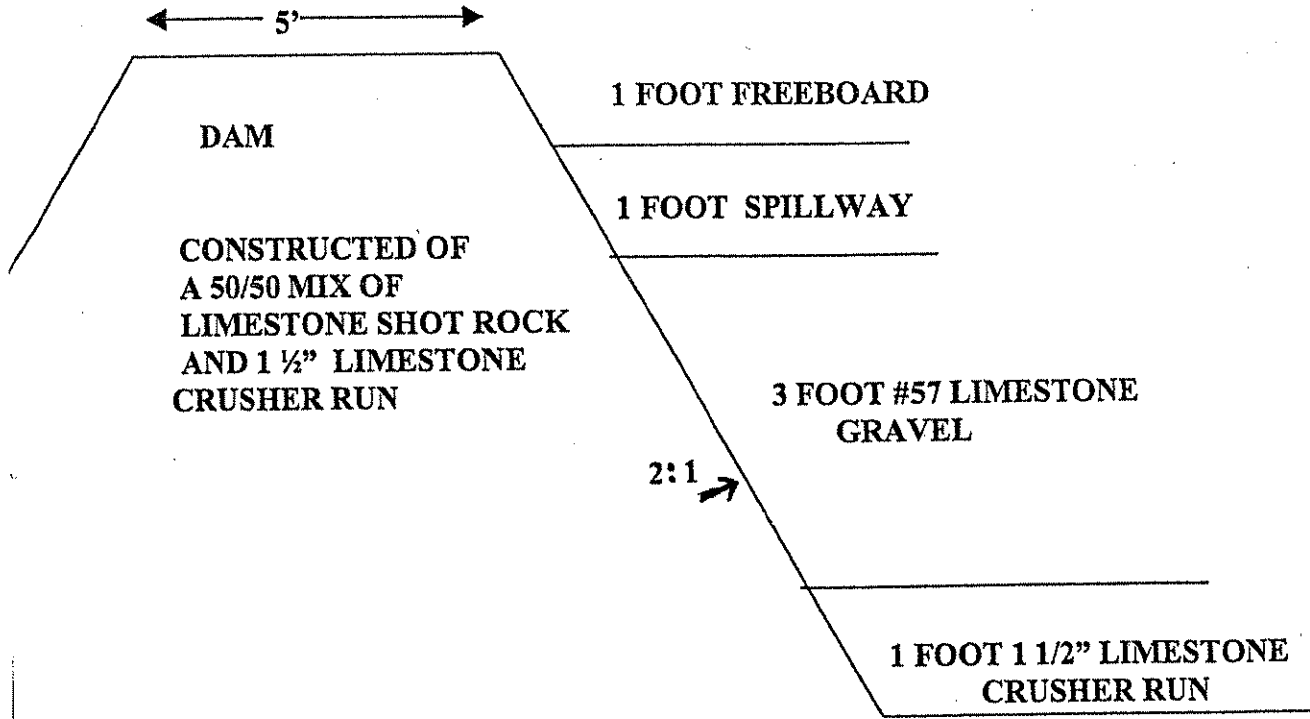 5’
1 FOOT FREEBOARD
DAM
1 FOOT SPILLWAY
CONSTRUCTED OF
A 50/50 MIX OF
LIMESTONE SHOT ROCK
AND 1 ½” LIMESTONE
CRUSHER RUN
3 FOOT #57 LIMESTONE
GRAVEL
2:1
1 FOOT 1 1/2” LIMESTONE
CRUSHER RUN